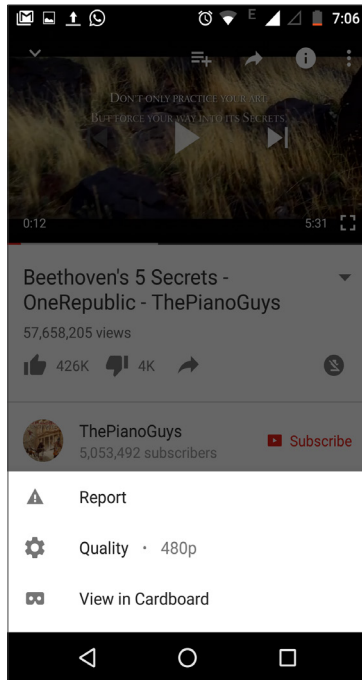 E 7:06
DON'T ONLY PRACTICE YOUR ART,
BUT FORCE YOUR WAY INTO ITS SECRETS
0:12 5:31
Beethoven's 5 Secrets -
OneRepublic - ThePianoGuys
57,658,205 views
426K 4K
ThePianoGuys
5,053,492 subscribers
Subscribe
Report
Quality · 480p
View in Cardboard